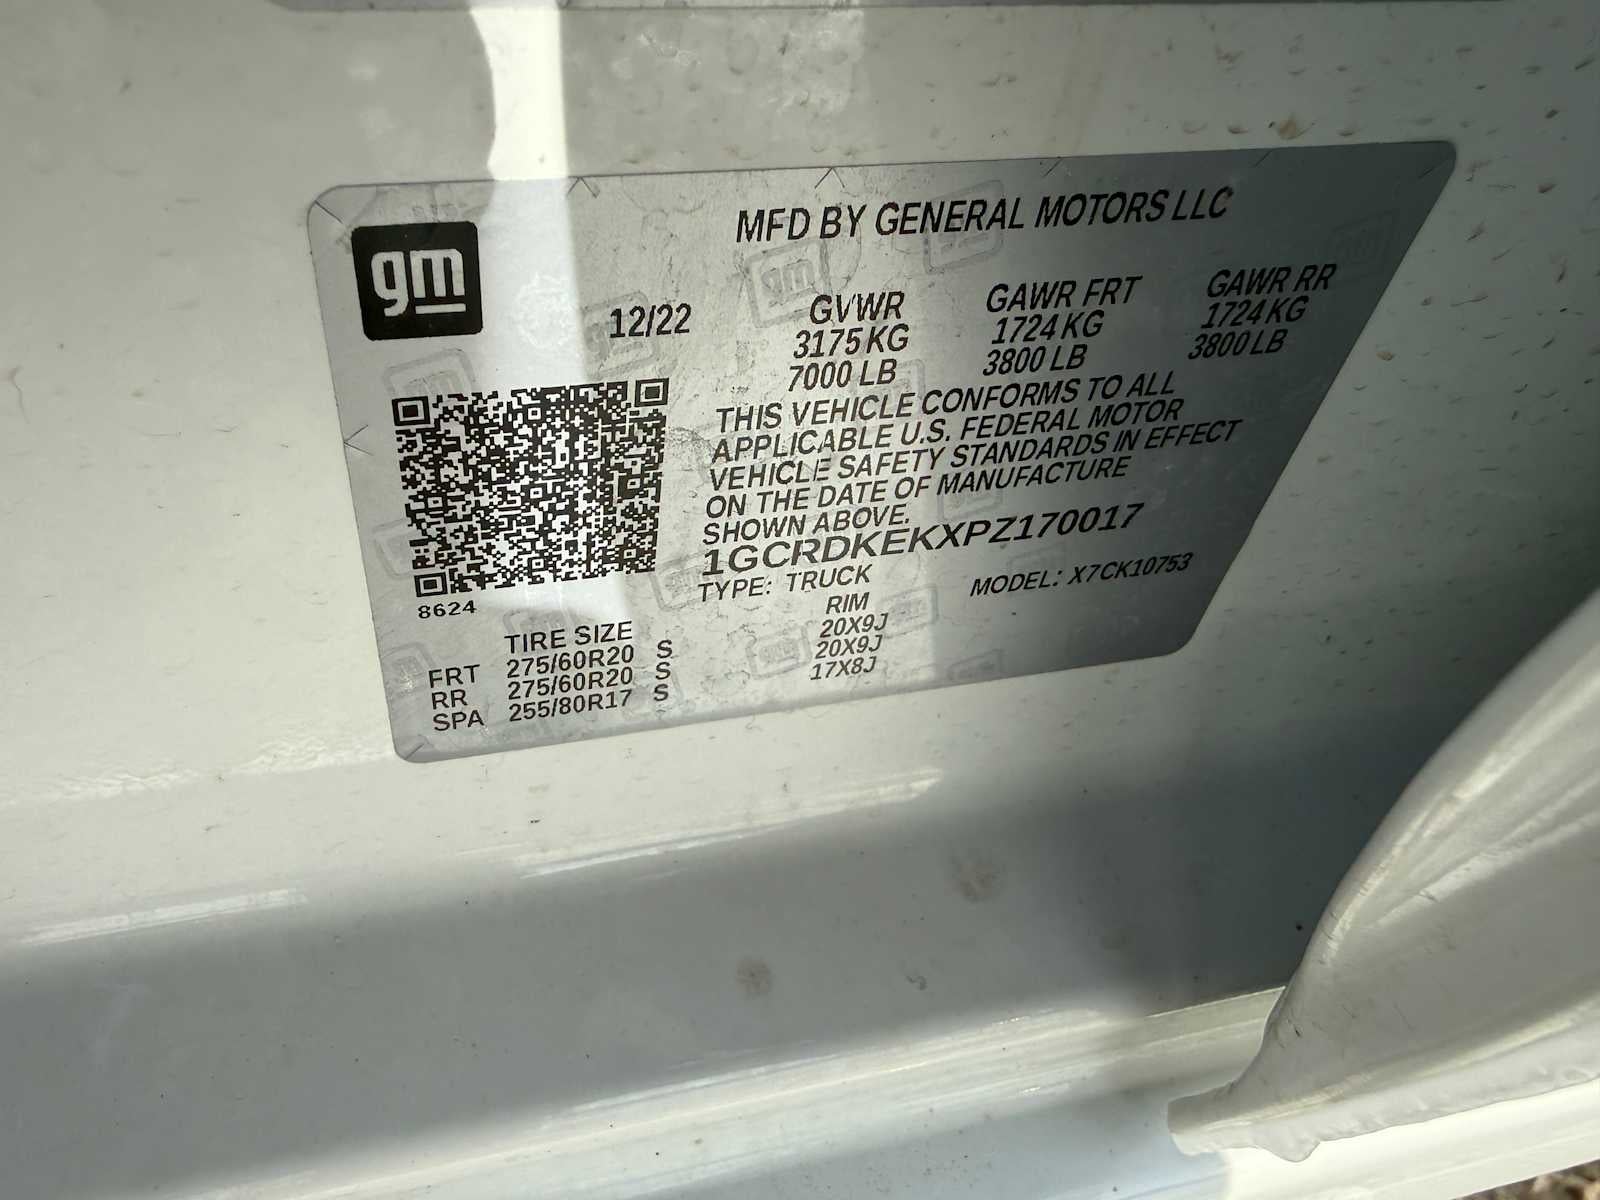 gm
MFD BY GENERAL MOTORS LLC
12/22
GVWR GAWR FRT GAWR RR
3175 KG 1724 KG 1724 KG
7000 LB 3800 LB 3800 LB
THIS VEHICLE CONFORMS TO ALL
APPLICABLE U.S. FEDERAL MOTOR
VEHICLE SAFETY STANDARDS IN EFFECT
ON THE DATE OF MANUFACTURE
SHOWN ABOVE.
1GCRDKEKXPZ170017
TYPE: TRUCK MODEL: X7CK10753
8624
TIRE SIZE RIM
FRT 275/60R20 S 20X9J
RR 275/60R20 S 20X9J
SPA 255/80R17 S 17X8J